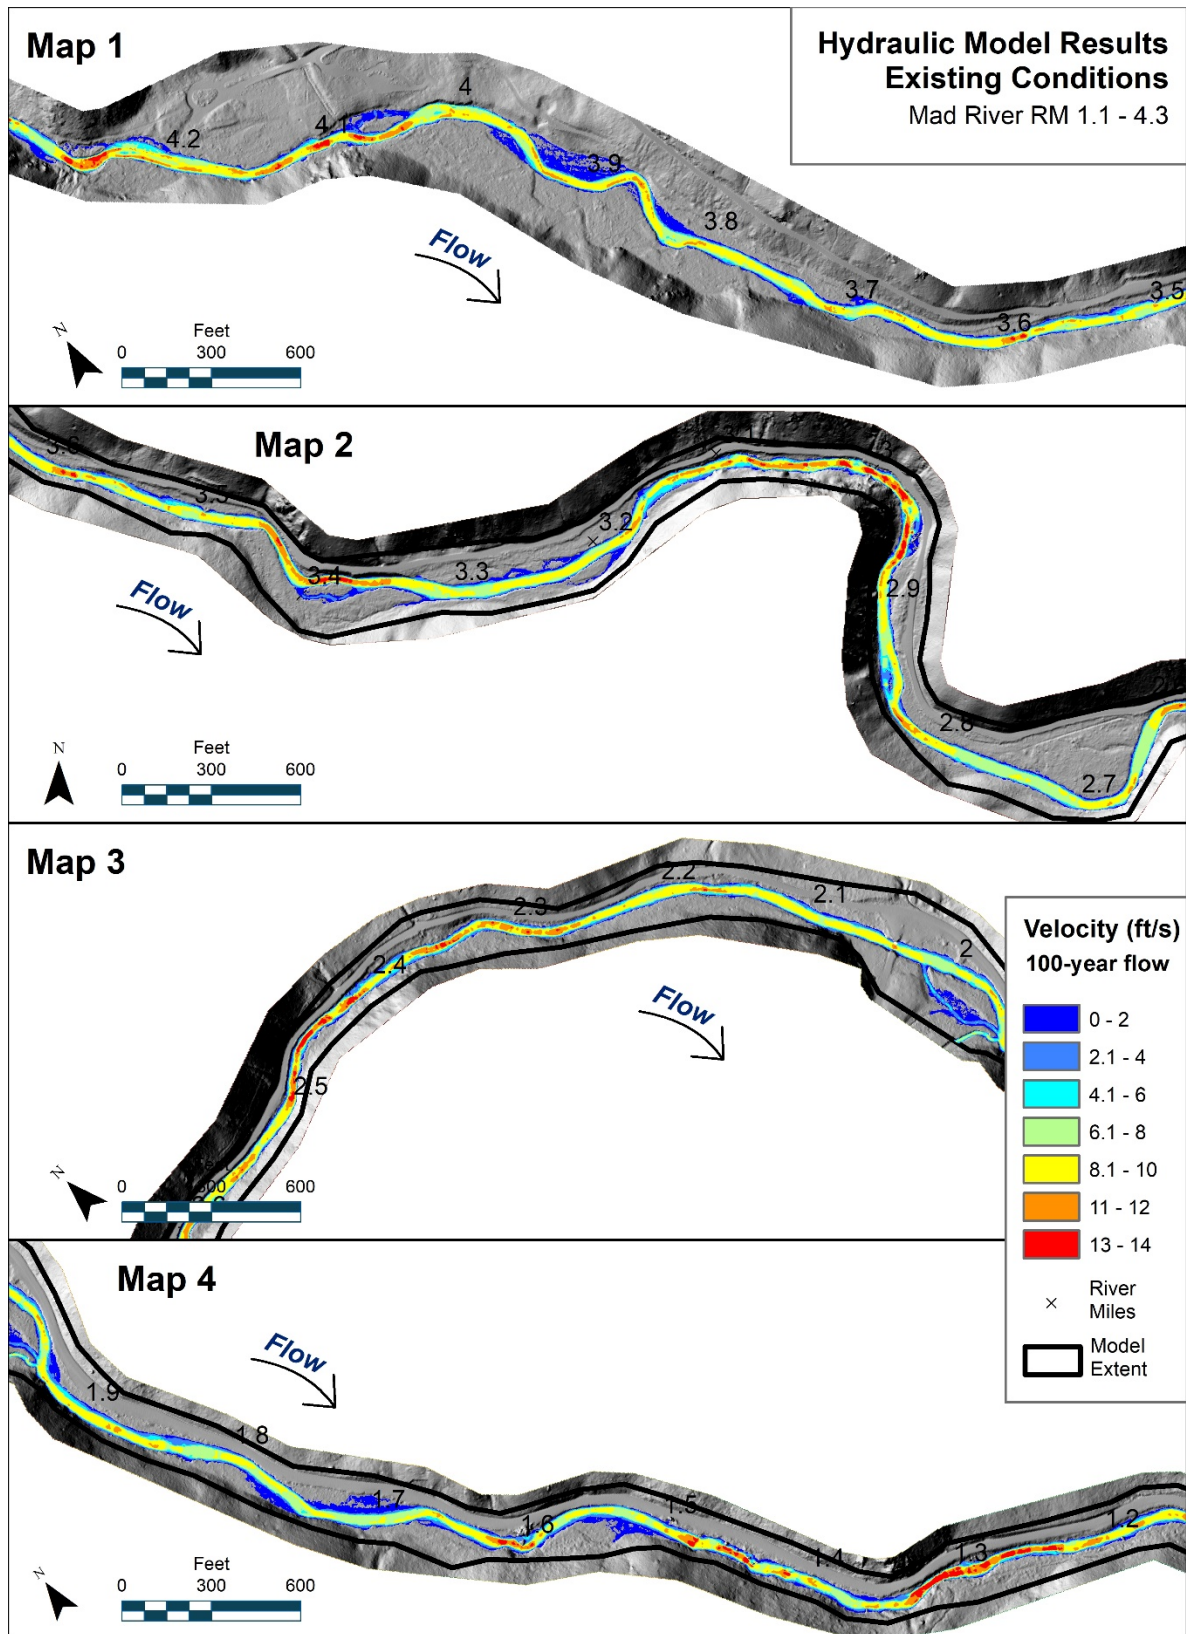 Map 1
Hydraulic Model Results
Existing Conditions
Mad River RM 1.1 - 4.3
4.2
4.1
4
3.9
3.8
3.7
3.6
3.5
Flow
N
Feet
0 300 600
Map 2
3.6
3.5
3.4
3.3
3.2
3.1
3
2.9
2.8
2.7
Flow
N
Feet
0 300 600
Map 3
2.5
2.4
2.3
2.2
2.1
2
Flow
N
Feet
0 300 600
Velocity (ft/s)
100-year flow
0 - 2
2.1 - 4
4.1 - 6
6.1 - 8
8.1 - 10
11 - 12
13 - 14
River
Miles
Model
Extent
Map 4
Flow
1.9
1.8
1.7
1.6
1.5
1.4
1.3
1.2
N
Feet
0 300 600